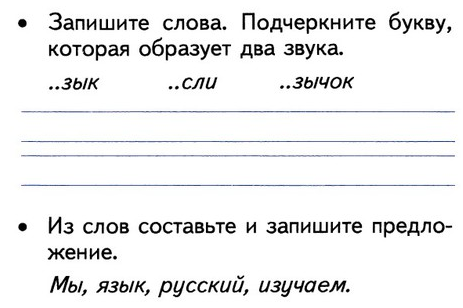 • Запишите слова. Подчеркните букву,
которая образует два звука.
..зык ..сли ..зычок
• Из слов составьте и запишите предло-
жение.
Мы, язык, русский, изучаем.